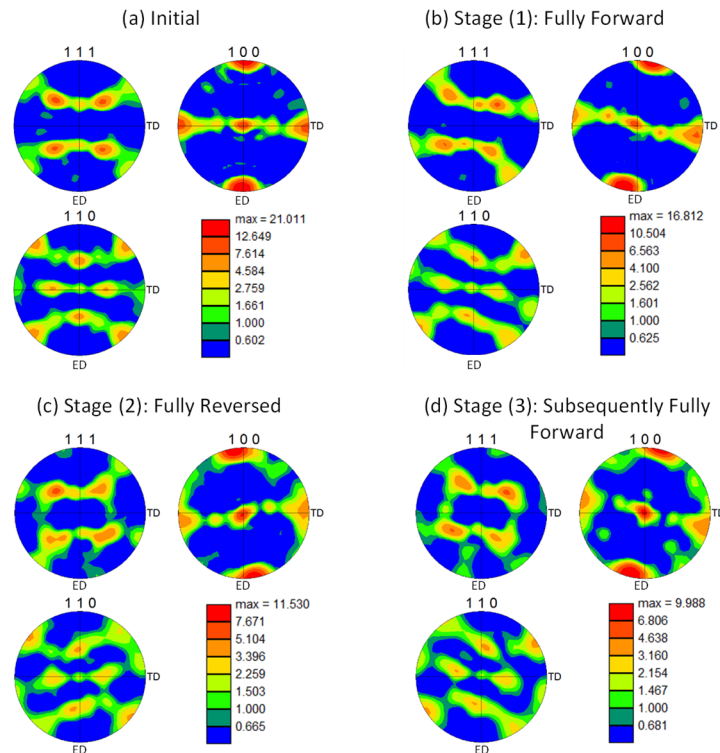 (a) Initial
1 1 1
1 0 0
TD
TD
ED
ED
1 1 0
TD
ED
max = 21.011
12.649
7.614
4.584
2.759
1.661
1.000
0.602
(b) Stage (1): Fully Forward
1 1 1
1 0 0
TD
TD
ED
ED
1 1 0
TD
ED
max = 16.812
10.504
6.563
4.100
2.562
1.601
1.000
0.625
(c) Stage (2): Fully Reversed
1 1 1
1 0 0
TD
TD
ED
ED
1 1 0
TD
ED
max = 11.530
7.671
5.104
3.396
2.259
1.503
1.000
0.665
(d) Stage (3): Subsequently Fully
Forward
1 1 1
1 0 0
TD
TD
ED
ED
1 1 0
TD
ED
max = 9.988
6.806
4.638
3.160
2.154
1.467
1.000
0.681